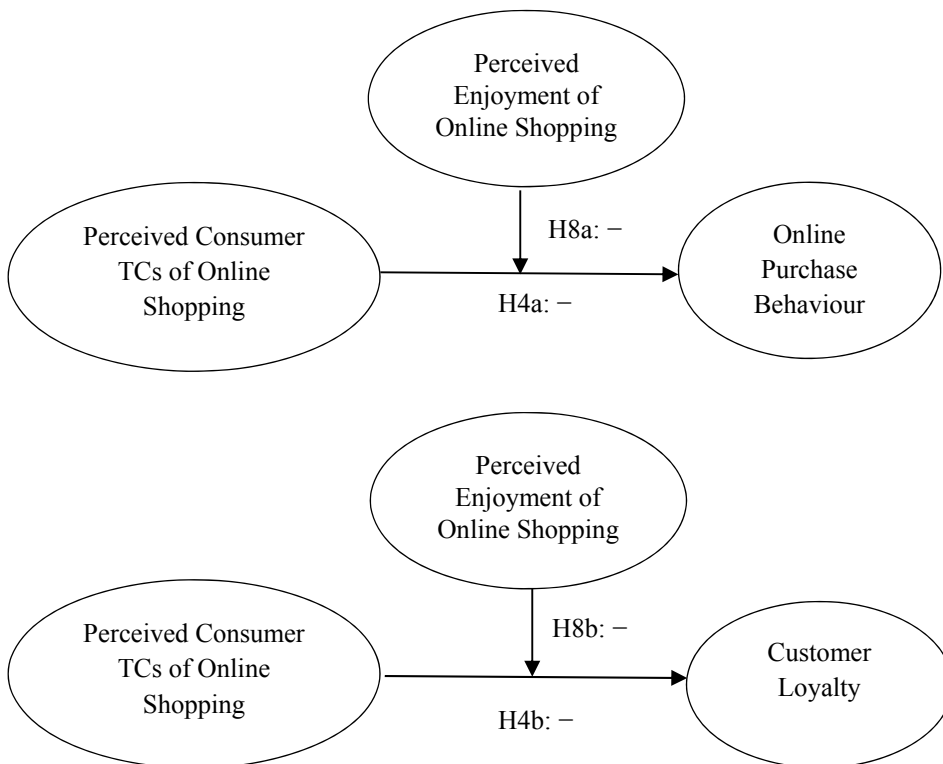 Perceived
Enjoyment of
Online Shopping
Perceived Consumer
TCs of Online
Shopping
H8a: −
H4a: −
Online
Purchase
Behaviour
Perceived
Enjoyment of
Online Shopping
Perceived Consumer
TCs of Online
Shopping
H8b: −
H4b: −
Customer
Loyalty